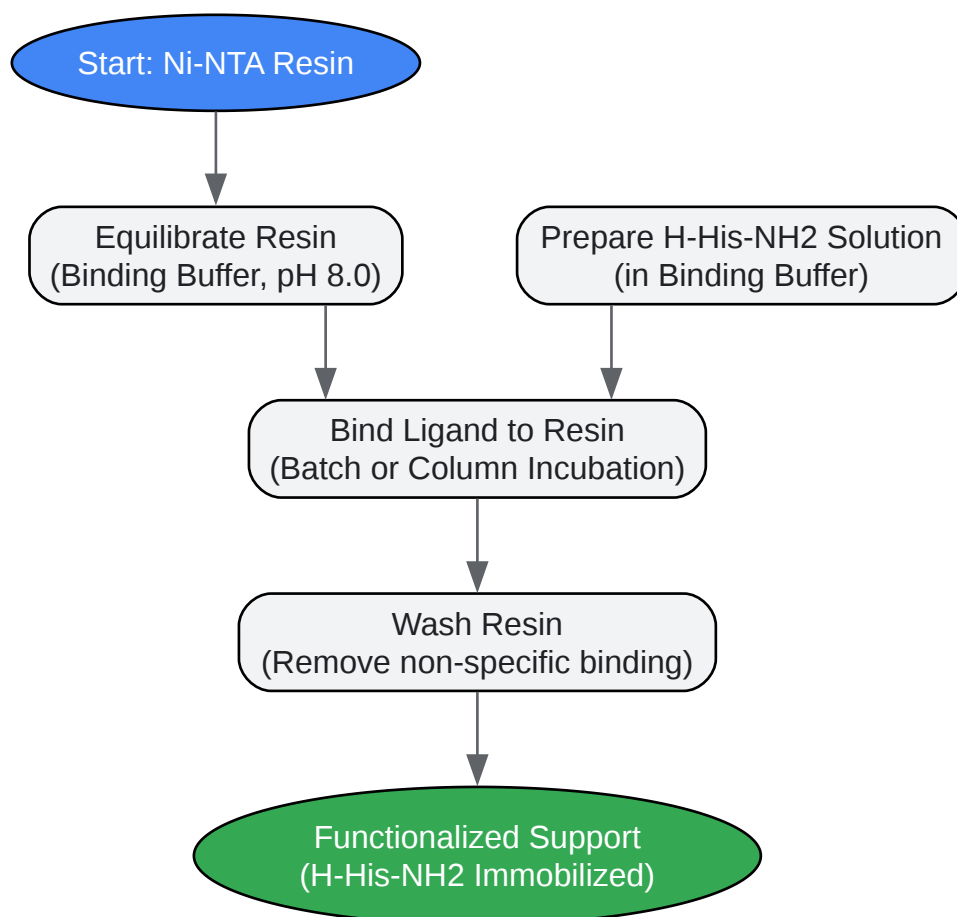 Start: Ni-NTA Resin
Equilibrate Resin
(Binding Buffer, pH 8.0)
Prepare H-His-NH2 Solution
(in Binding Buffer)
Bind Ligand to Resin
(Batch or Column Incubation)
Wash Resin
(Remove non-specific binding)
Functionalized Support
(H-His-NH2 Immobilized)